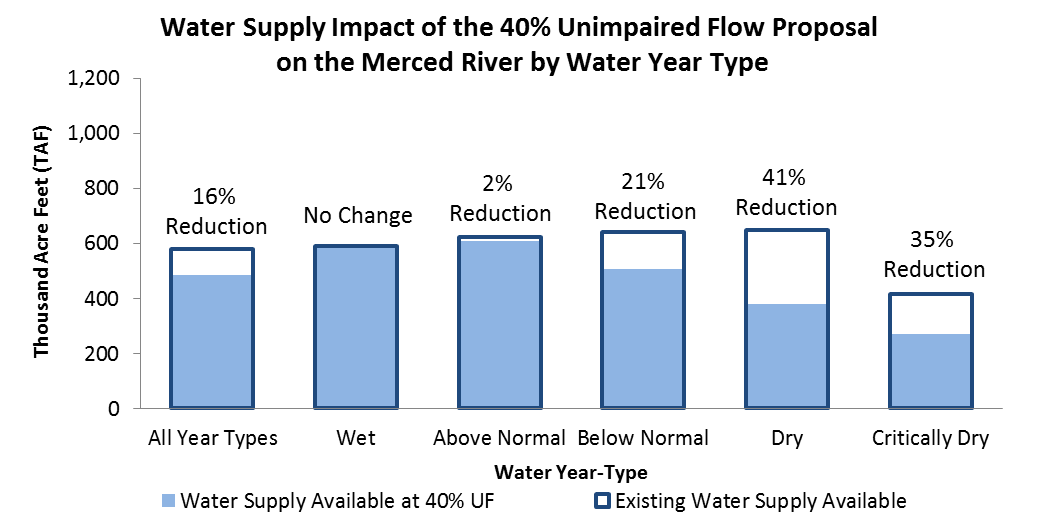 Water Supply Impact of the 40% Unimpaired Flow Proposal
on the Merced River by Water Year Type
Thousand Acre Feet (TAF)
1,200
1,000
800
600
400
200
0
16%
Reduction
No Change
2%
Reduction
21%
Reduction
41%
Reduction
35%
Reduction
All Year Types
Wet
Above Normal
Below Normal
Dry
Critically Dry
Water Year-Type
Water Supply Available at 40% UF
Existing Water Supply Available